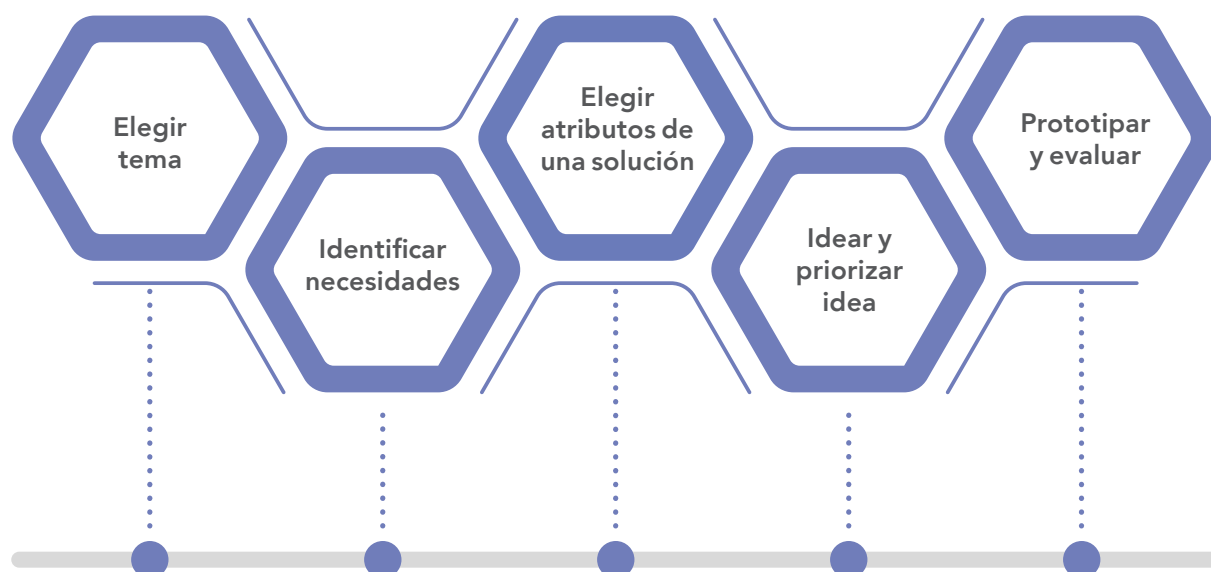 Elegir
tema
Identificar
necesidades
Elegir
atributos de
una solución
Idear y
priorizar
idea
Prototipar
y evaluar